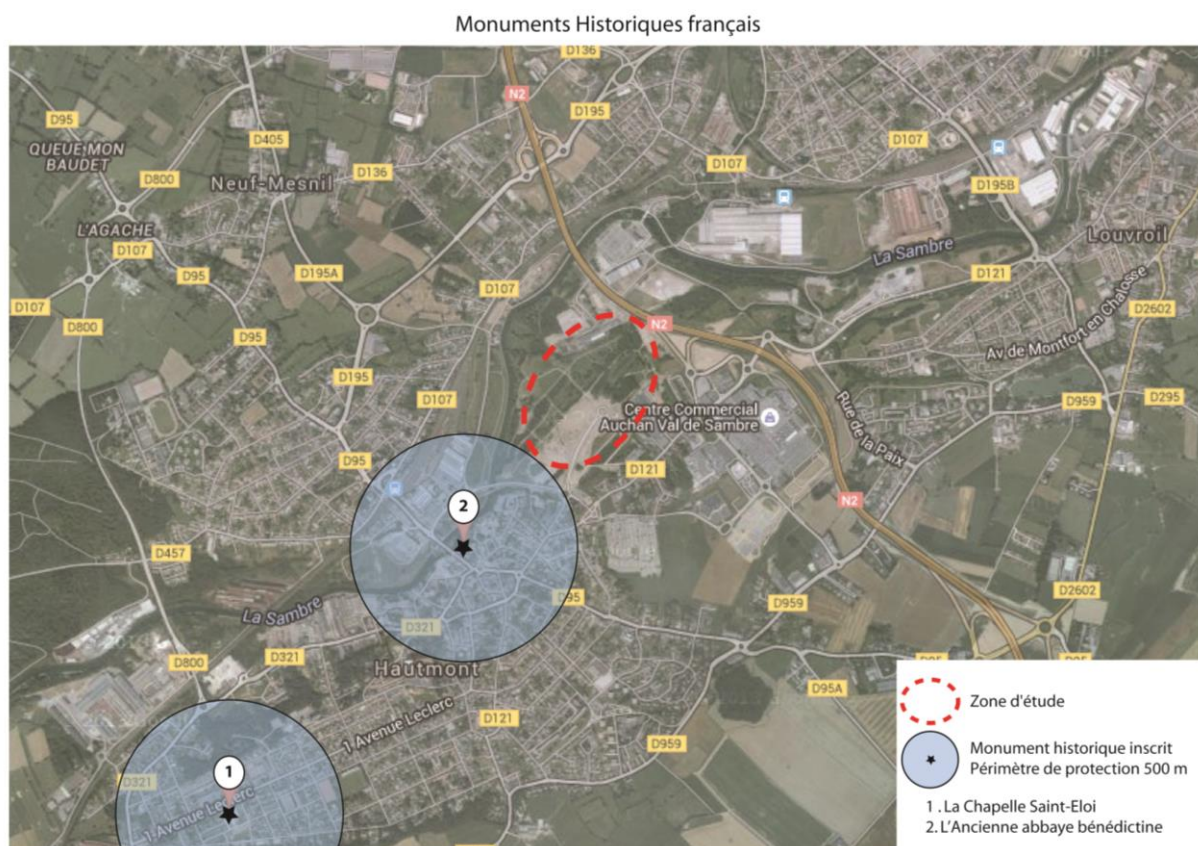 Monuments Historiques français
D136
N2
D95
D195
D405
D107
D107
QUEUE MON
BAUDET
D136
D800
Neuf-Mesnil
D195B
L'AGACHE
Louvroil
D107
La Sambre
D95
D195A
D121
D107
D107
D800
D2602
N2
D95
Av de Montfort en Chalosse
D195
D107
Centre Commercial
Auchan Val de Sambre
D959
D295
Rue de la Paix
D95
D121
N2
2
D457
D2602
D95
D959
La Sambre
D321
D800
D321
Hautmont
D95A
1 Avenue Leclerc
D121
D959
1
D321
1 Avenue Leclerc
Zone d'étude
Monument historique inscrit
Périmètre de protection 500 m
1 . La Chapelle Saint-Eloi
2. L'Ancienne abbaye bénédictine